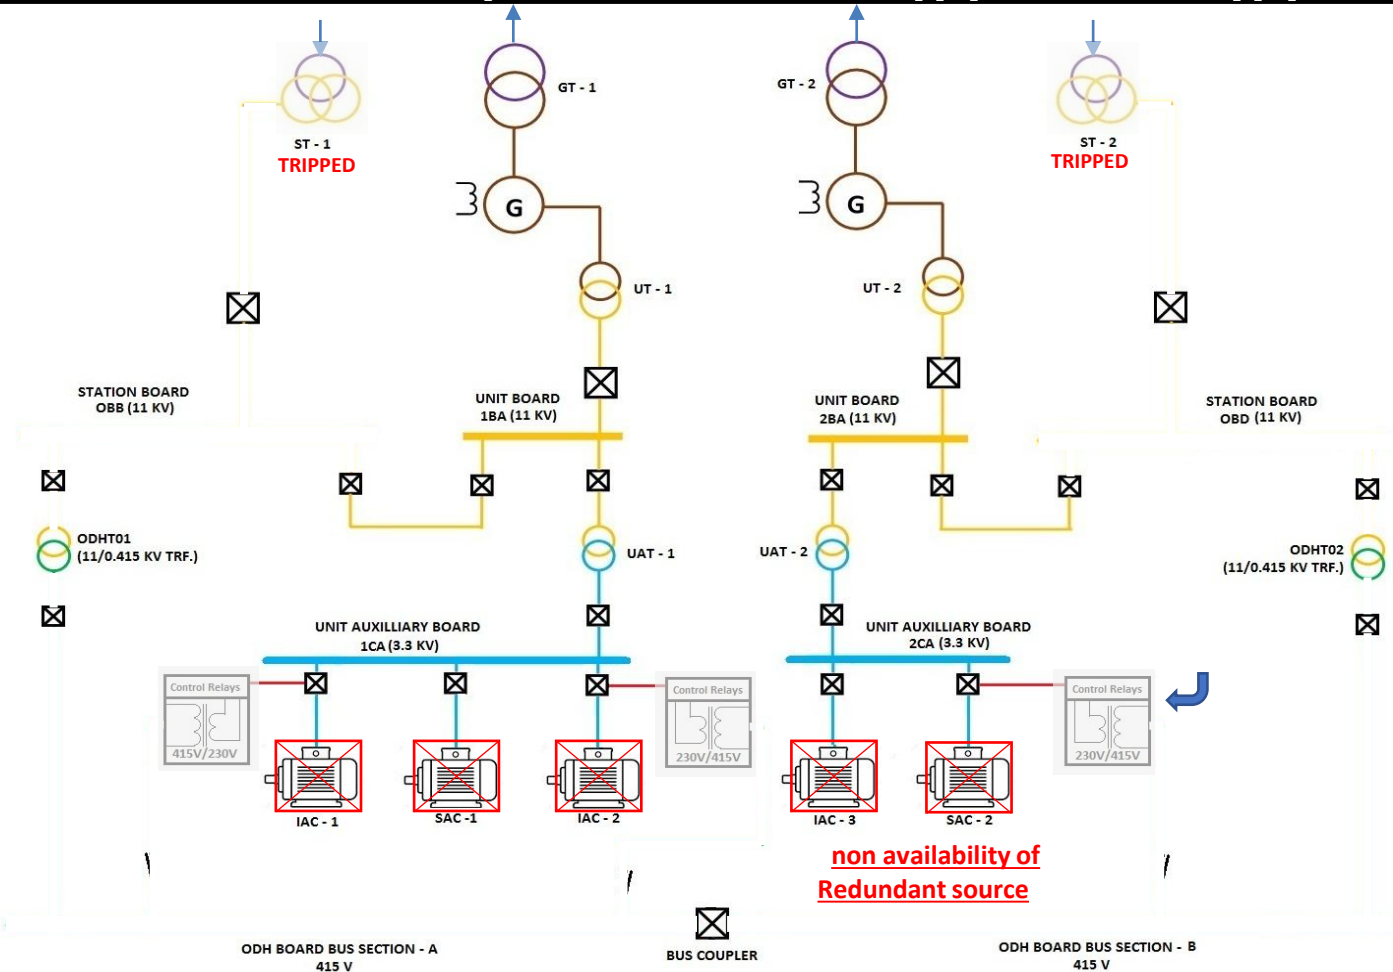 GT - 1
GT - 2
ST - 1
TRIPPED
ST - 2
TRIPPED
G
G
UT - 1
UT - 2
STATION BOARD
OBB (11 KV)
UNIT BOARD
1BA (11 KV)
UNIT BOARD
2BA (11 KV)
STATION BOARD
OBD (11 KV)
ODHT01
(11/0.415 KV TRF.)
UAT - 1
UAT - 2
ODHT02
(11/0.415 KV TRF.)
UNIT AUXILLIARY BOARD
1CA (3.3 KV)
UNIT AUXILLIARY BOARD
2CA (3.3 KV)
Control Relays
415V/230V
Control Relays
230V/415V
Control Relays
230V/415V
IAC - 1
SAC -1
IAC - 2
IAC - 3
SAC - 2
non availability of
Redundant source
BUS COUPLER
ODH BOARD BUS SECTION - A
415 V
ODH BOARD BUS SECTION - B
415 V